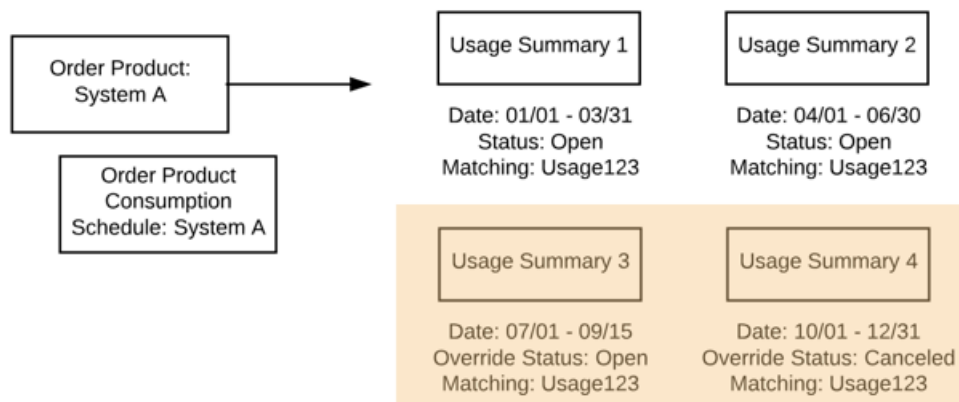 Order Product:
System A
Order Product
Consumption
Schedule: System A
Usage Summary 1
Date: 01/01 - 03/31
Status: Open
Matching: Usage123
Usage Summary 2
Date: 04/01 - 06/30
Status: Open
Matching: Usage123
Usage Summary 3
Date: 07/01 - 09/15
Override Status: Open
Matching: Usage123
Usage Summary 4
Date: 10/01 - 12/31
Override Status: Canceled
Matching: Usage123